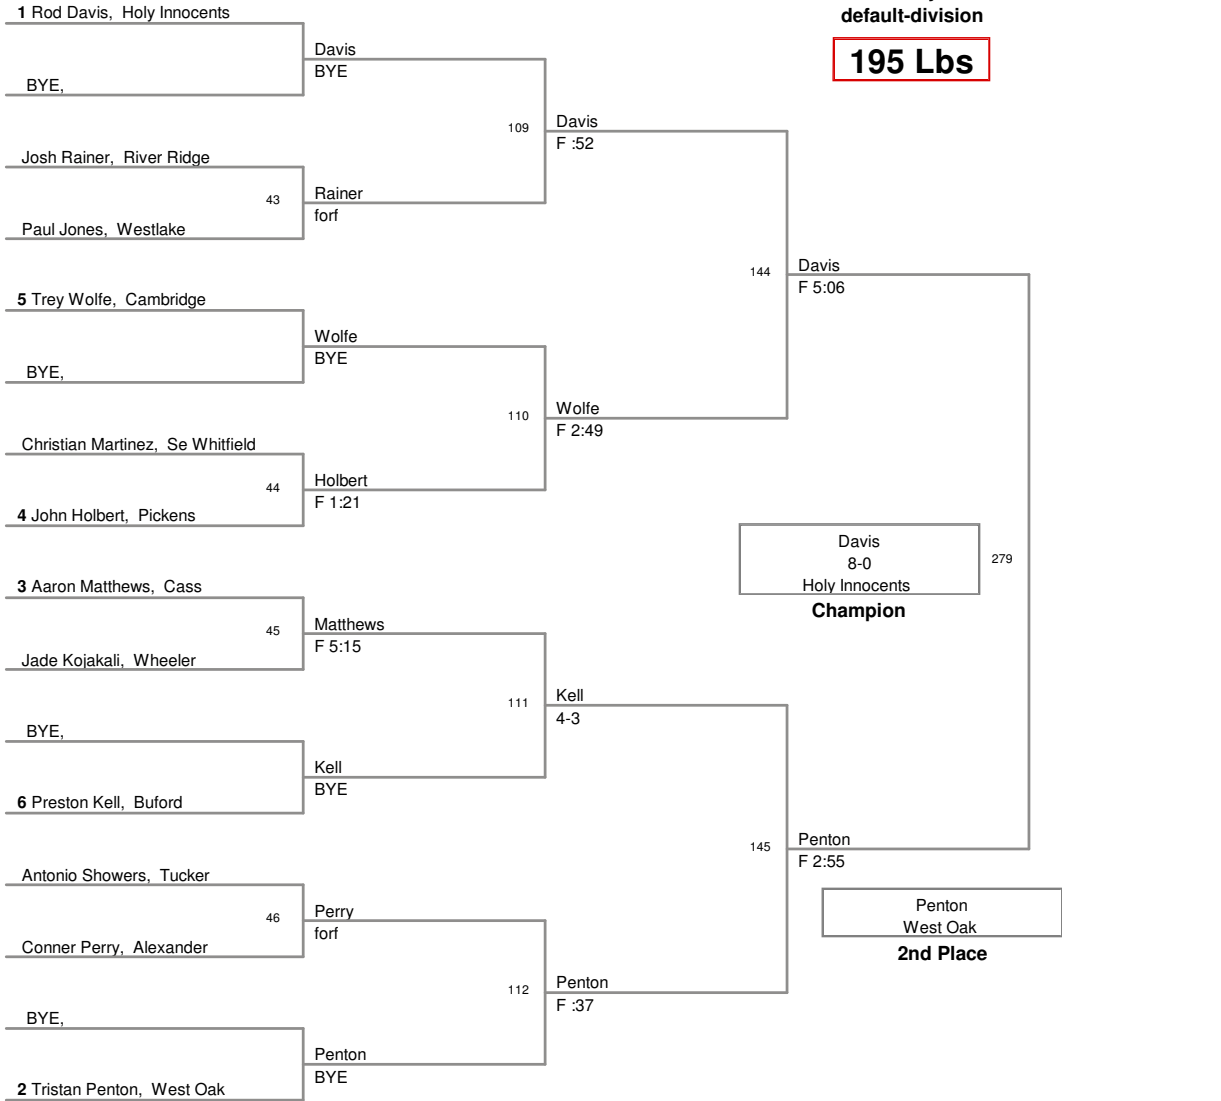 default-division
195 Lbs
1 Rod Davis, Holy Innocents
BYE,
Josh Rainer, River Ridge
43
Paul Jones, Westlake
5 Trey Wolfe, Cambridge
BYE,
Christian Martinez, Se Whitfield
44
4 John Holbert, Pickens
3 Aaron Matthews, Cass
45
Jade Kojakali, Wheeler
BYE,
6 Preston Kell, Buford
Antonio Showers, Tucker
46
Conner Perry, Alexander
BYE,
2 Tristan Penton, West Oak
Davis
BYE
109
Rainer
forf
Wolfe
BYE
110
Holbert
F 1:21
Matthews
F 5:15
111
Kell
BYE
Perry
forf
112
Penton
BYE
Davis
F :52
144
Wolfe
F 2:49
Kell
4-3
145
Penton
F :37
Davis
F 5:06
279
Penton
F 2:55
Davis
8-0
Holy Innocents
Champion
Penton
West Oak
2nd Place